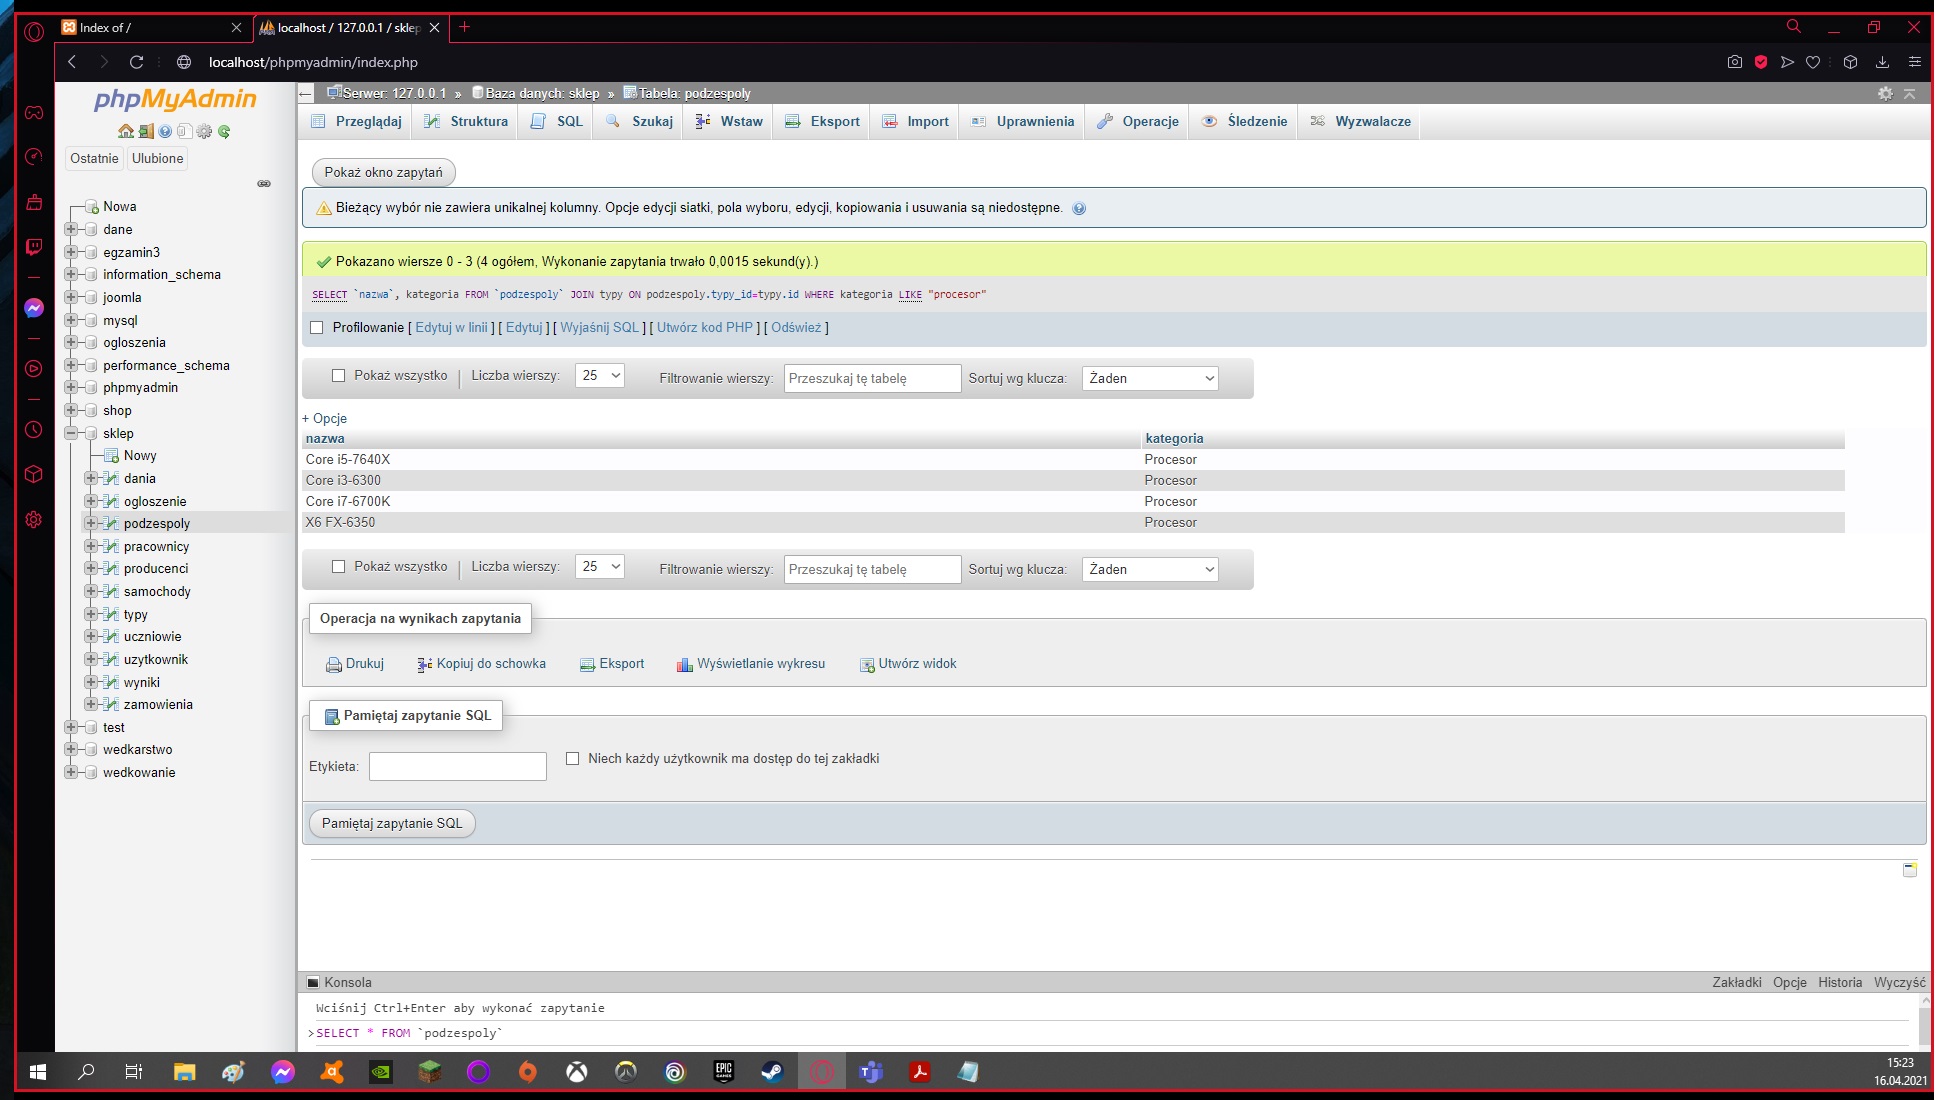 Index of /
localhost / 127.0.0.1 / sklep
localhost/phpmyadmin/index.php
phpMyAdmin
Ostatnie Ulubione
Nowa
dane
egzamin3
information_schema
joomla
mysql
ogloszenia
performance_schema
phpmyadmin
shop
sklep
Nowy
dania
ogloszenie
podzespoly
pracownicy
producenci
samochody
typy
uczniowie
uzytkownik
wyniki
zamowienia
test
wedkarstwo
wedkowanie
Serwer: 127.0.0.1 » Baza danych: sklep » Tabela: podzespoly
Przeglądaj Struktura SQL Szukaj Wstaw Eksport Import Uprawnienia Operacje Śledzenie Wyzwalacze
Pokaż okno zapytań
Bieżący wybór nie zawiera unikalnej kolumny. Opcje edycji siatki, pola wyboru, edycji, kopiowania i usuwania są niedostępne.
Pokazano wiersze 0 - 3 (4 ogółem, Wykonanie zapytania trwało 0,0015 sekund(y).)
SELECT `nazwa`, kategoria FROM `podzespoly` JOIN typy ON podzespoly.typy_id=typy.id WHERE kategoria LIKE "procesor"
Profilowanie [ Edytuj w linii ] [ Edytuj ] [ Wyjaśnij SQL ] [ Utwórz kod PHP ] [ Odśwież ]
Pokaż wszystko | Liczba wierszy: 25 Filtrowanie wierszy: Przeszukaj tę tabelę Sortuj wg klucza: Żaden
+ Opcje
nazwa kategoria
Core i5-7640X Procesor
Core i3-6300 Procesor
Core i7-6700K Procesor
X6 FX-6350 Procesor
Pokaż wszystko | Liczba wierszy: 25 Filtrowanie wierszy: Przeszukaj tę tabelę Sortuj wg klucza: Żaden
Operacja na wynikach zapytania
Drukuj Kopiuj do schowka Eksport Wyświetlanie wykresu Utwórz widok
Pamiętaj zapytanie SQL
Etykieta: Niech każdy użytkownik ma dostęp do tej zakładki
Pamiętaj zapytanie SQL
Konsola Zakładki Opcje Historia Wyczyść
Wciśnij Ctrl+Enter aby wykonać zapytanie
>SELECT * FROM `podzespoly`
EPIC GAMES
15:23
16.04.2021